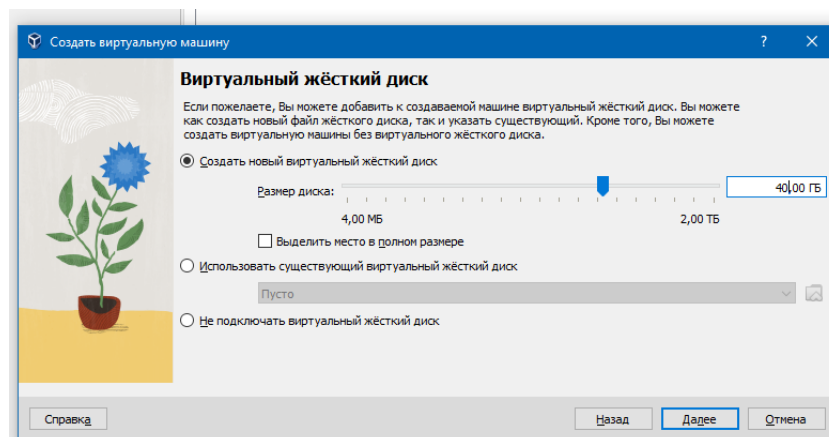 Создать виртуальную машину
?
Виртуальный жёсткий диск
Если пожелаете, Вы можете добавить к создаваемой машине виртуальный жёсткий диск. Вы можете
как создать новый файл жёсткого диска, так и указать существующий. Кроме того, Вы можете
создать виртуальную машины без виртуального жёсткого диска.
Создать новый виртуальный жёсткий диск
Размер диска:
40,00 ГБ
4,00 МБ
2,00 ТБ
Выделить место в полном размере
Использовать существующий виртуальный жёсткий диск
Пусто
Не подключать виртуальный жёсткий диск
Справка
Назад
Далее
Отмена